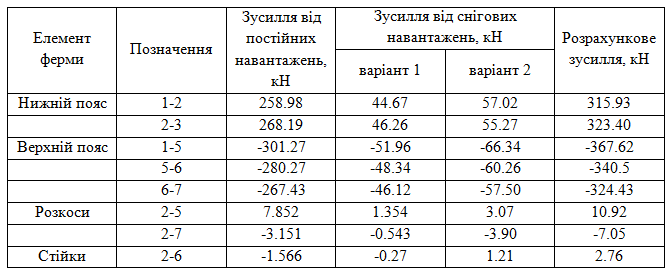 Елемент ферми | Позначення | Зусилля від постійних навантажень, кН | Зусилля від снігових навантажень, кН | Розрахункове зусилля, кН
варіант 1 | варіант 2
Нижній пояс | 1-2 | 258.98 | 44.67 | 57.02 | 315.93
2-3 | 268.19 | 46.26 | 55.27 | 323.40
Верхній пояс | 1-5 | -301.27 | -51.96 | -66.34 | -367.62
5-6 | -280.27 | -48.34 | -60.26 | -340.5
6-7 | -267.43 | -46.12 | -57.50 | -324.43
Розкоси | 2-5 | 7.852 | 1.354 | 3.07 | 10.92
2-7 | -3.151 | -0.543 | -3.90 | -7.05
Стійки | 2-6 | -1.566 | -0.27 | 1.21 | 2.76